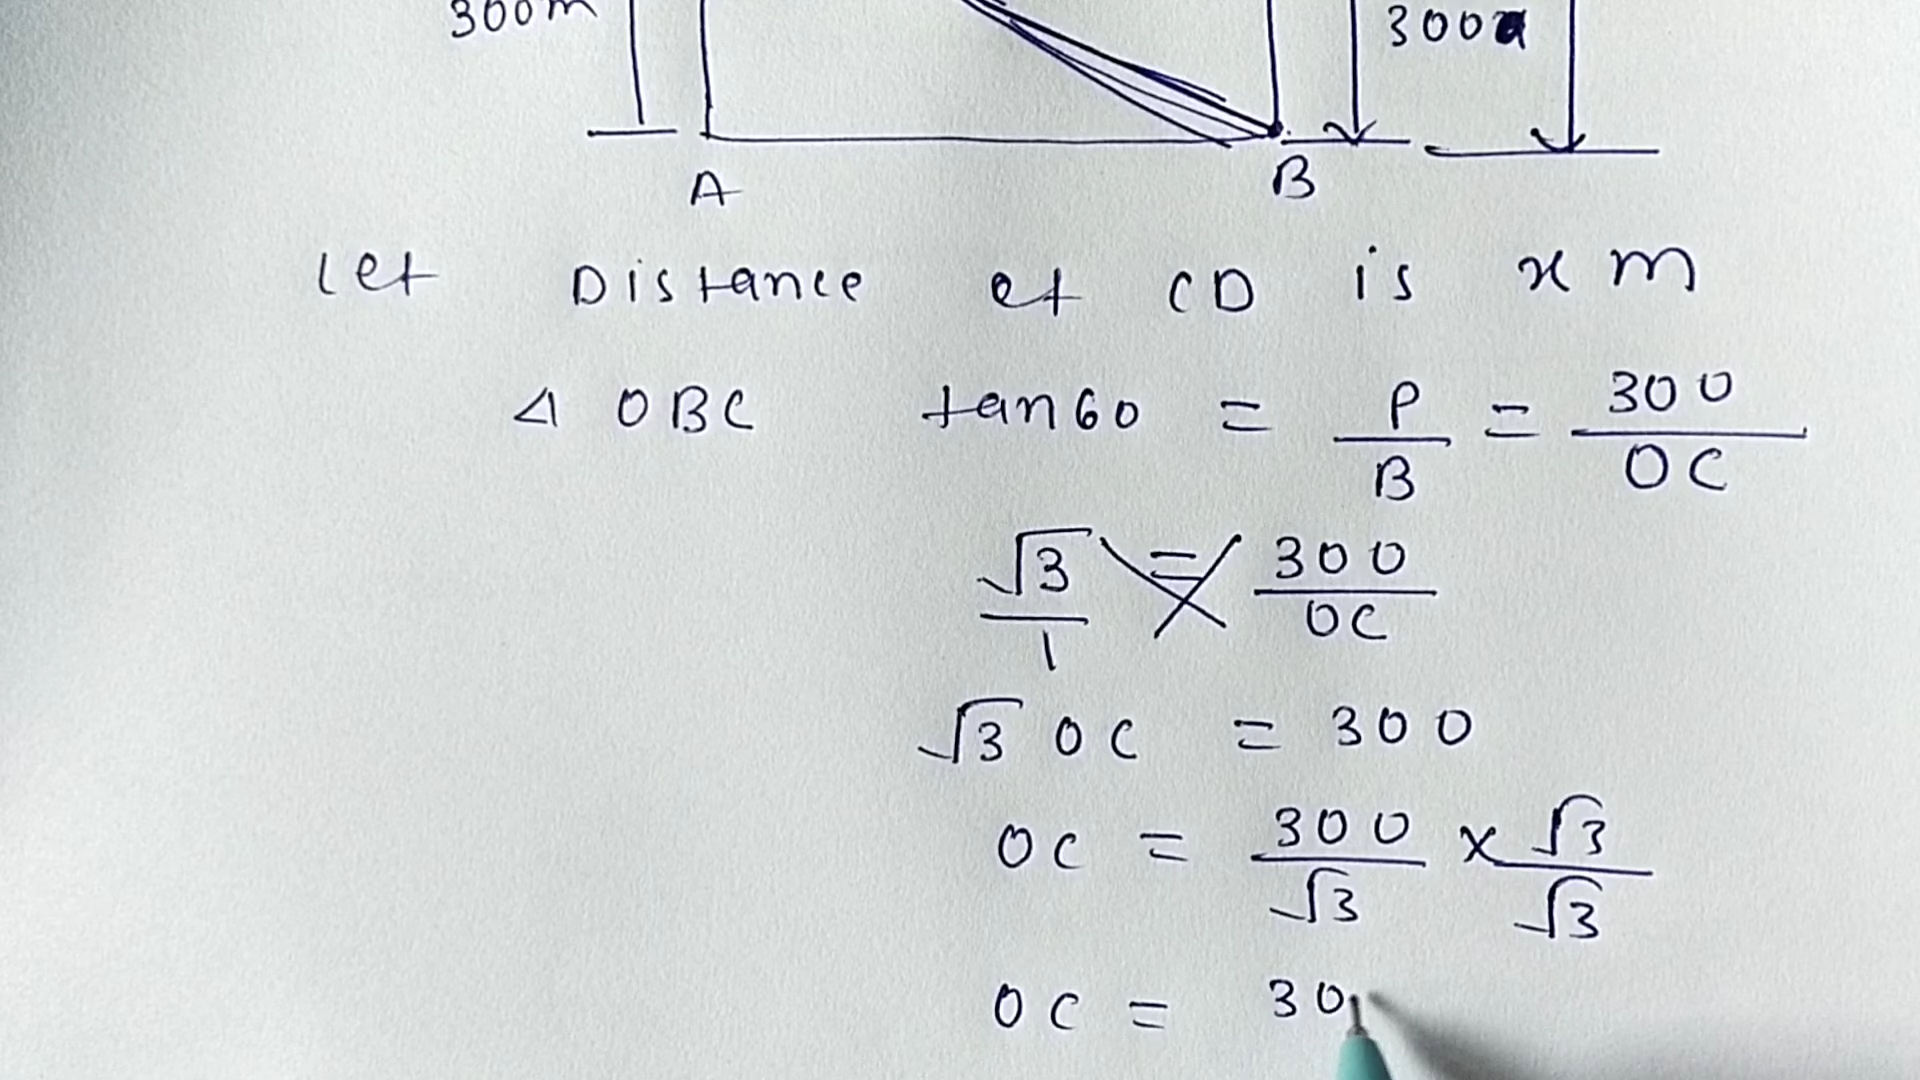 300m 300
A B
Let Distance of CD is x m
△ OBC tan60 = P/B = 300/OC
√3/1 = 300/OC
√3 OC = 300
OC = 300/√3 × √3/√3
OC = 30